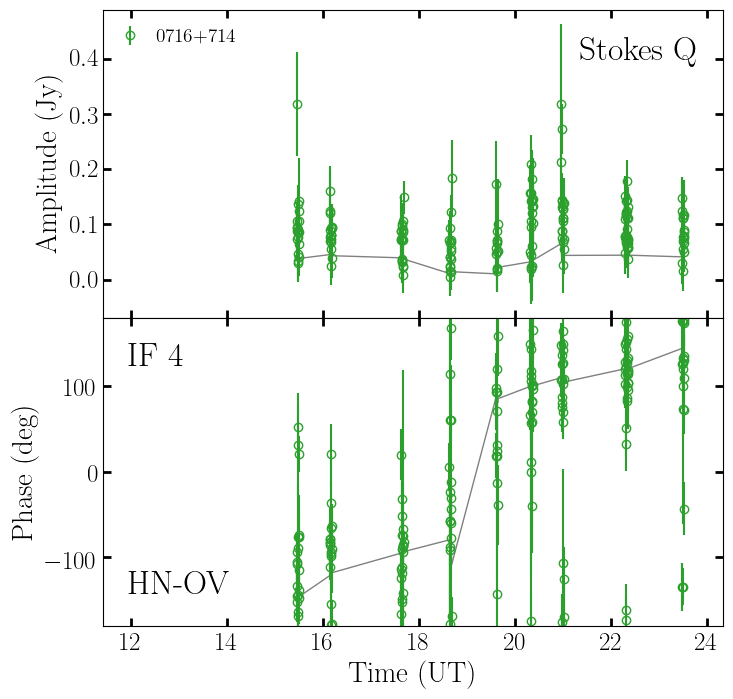 0716+714
Stokes Q
0.4
0.3
0.2
0.1
0.0
Amplitude (Jy)
IF 4
100
0
−100
Phase (deg)
HN-OV
12 14 16 18 20 22 24
Time (UT)